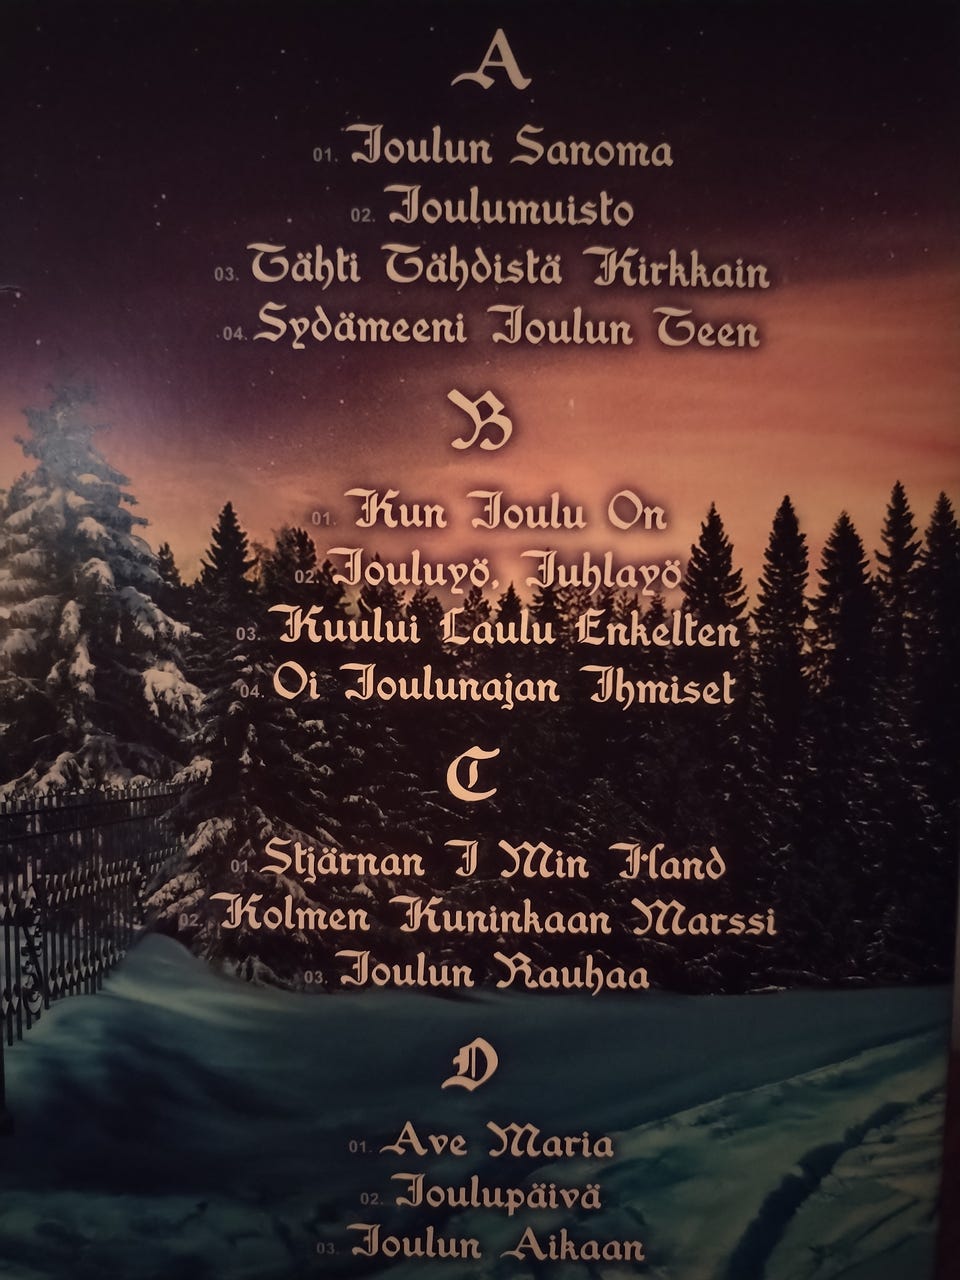 A
01. Joulun Sanoma
02. Joulumuisto
03. Tähti Tähdistä Kirkkain
04. Sydämeeni Joulun Teen
B
01. Kun Joulu On
02. Jouluyö, Juhlayö
03. Kuului Laulu Enkelten
04. Oi Joulunajan Ihmiset
C
01. Stjärnan I Min Hand
02. Kolmen Kuninkaan Marssi
03. Joulun Rauhaa
D
01. Ave Maria
02. Joulupäivä
03. Joulun Aikaan